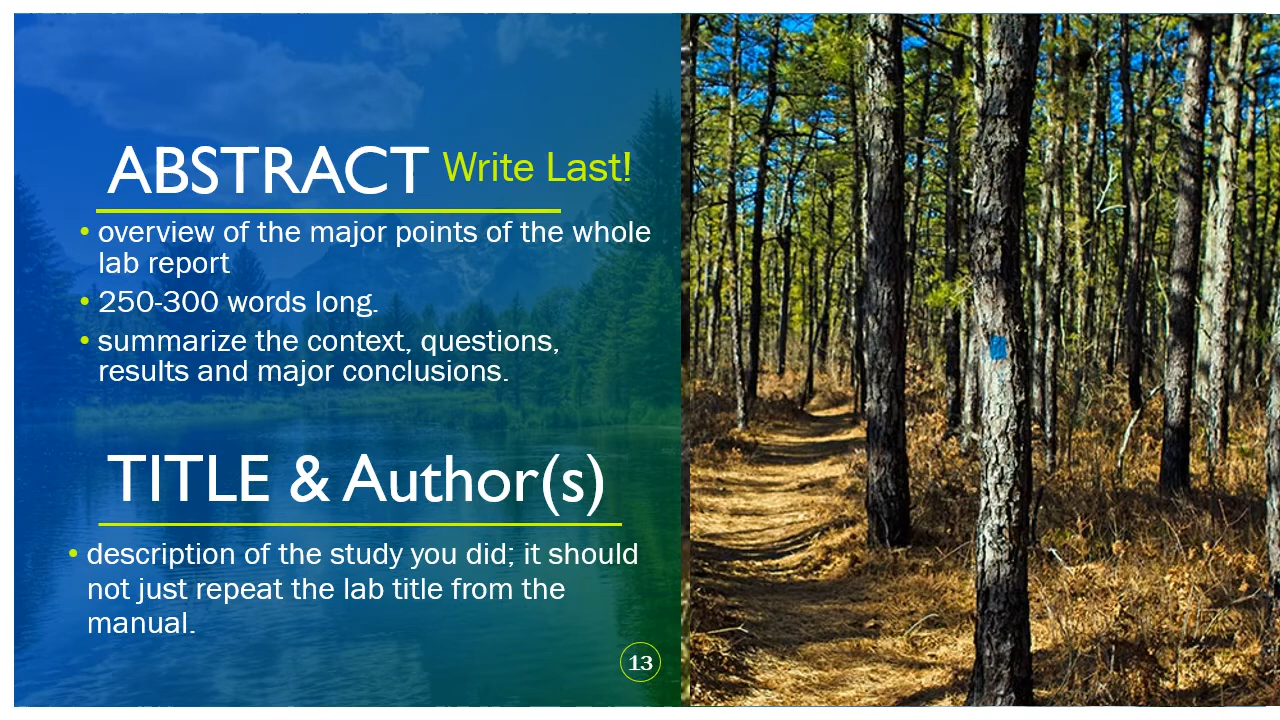 ABSTRACT Write Last!
• overview of the major points of the whole
lab report
• 250-300 words long.
• summarize the context, questions,
results and major conclusions.
TITLE & Author(s)
• description of the study you did; it should
not just repeat the lab title from the
manual.
13